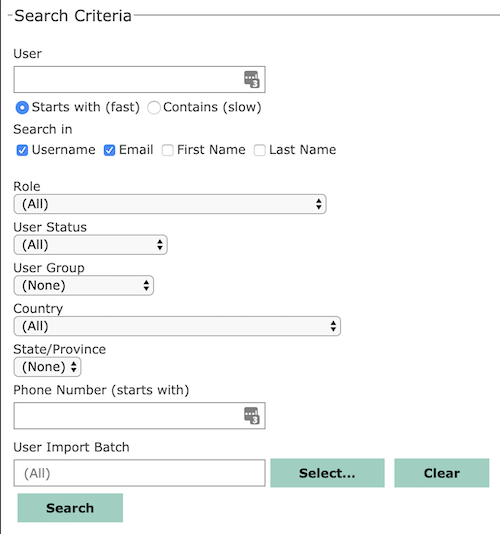 Search Criteria
User
3
Starts with (fast) Contains (slow)
Search in
Username Email First Name Last Name
Role
(All)
User Status
(All)
User Group
(None)
Country
(All)
State/Province
(None)
Phone Number (starts with)
3
User Import Batch
(All) Select... Clear
Search